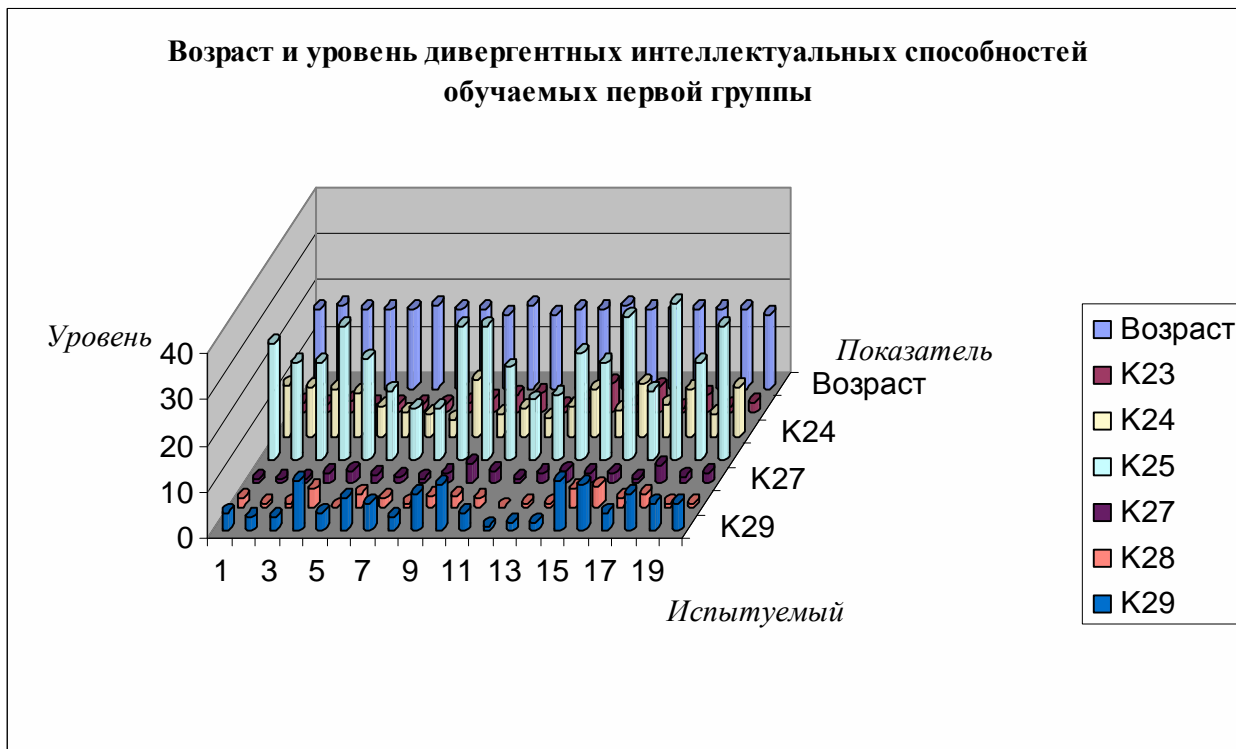 Возраст и уровень дивергентных интеллектуальных способностей
обучаемых первой группы
Уровень
40
30
20
10
0
1 3 5 7 9 11 13 15 17 19
Испытуемый
Показатель
Возраст
K24
K27
K29
Возраст
K23
K24
K25
K27
K28
K29